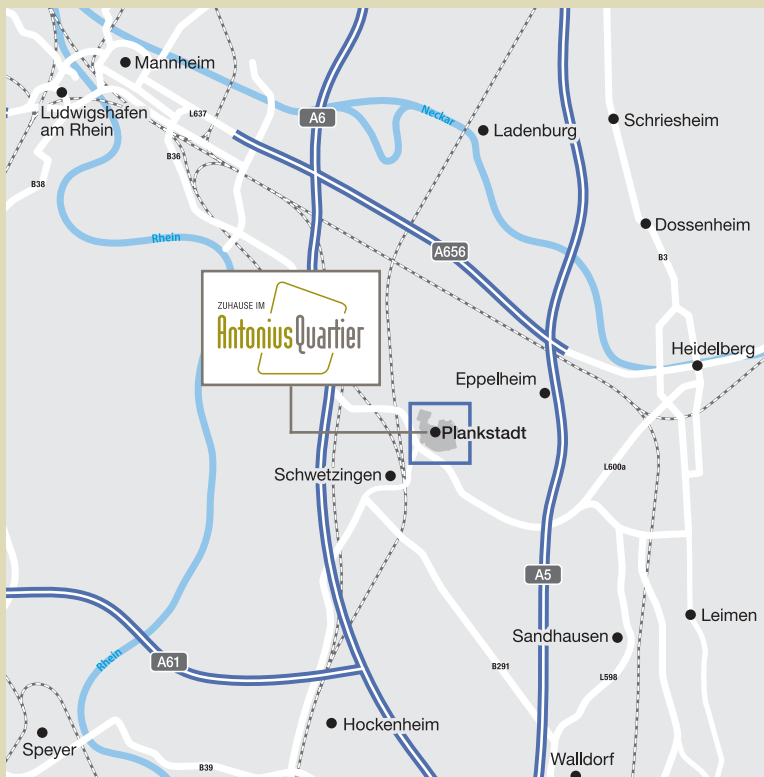 Mannheim
Ludwigshafen
am Rhein
L637
A6
Neckar
Ladenburg
Schriesheim
B36
B38
Rhein
Dossenheim
A656
B3
ZUHAUSE IM
AntoniusQuartier
Heidelberg
Eppelheim
Plankstadt
Schwetzingen
L600a
A5
Leimen
Sandhausen
Rhein
A61
B291
L598
Hockenheim
Speyer
B39
Walldorf